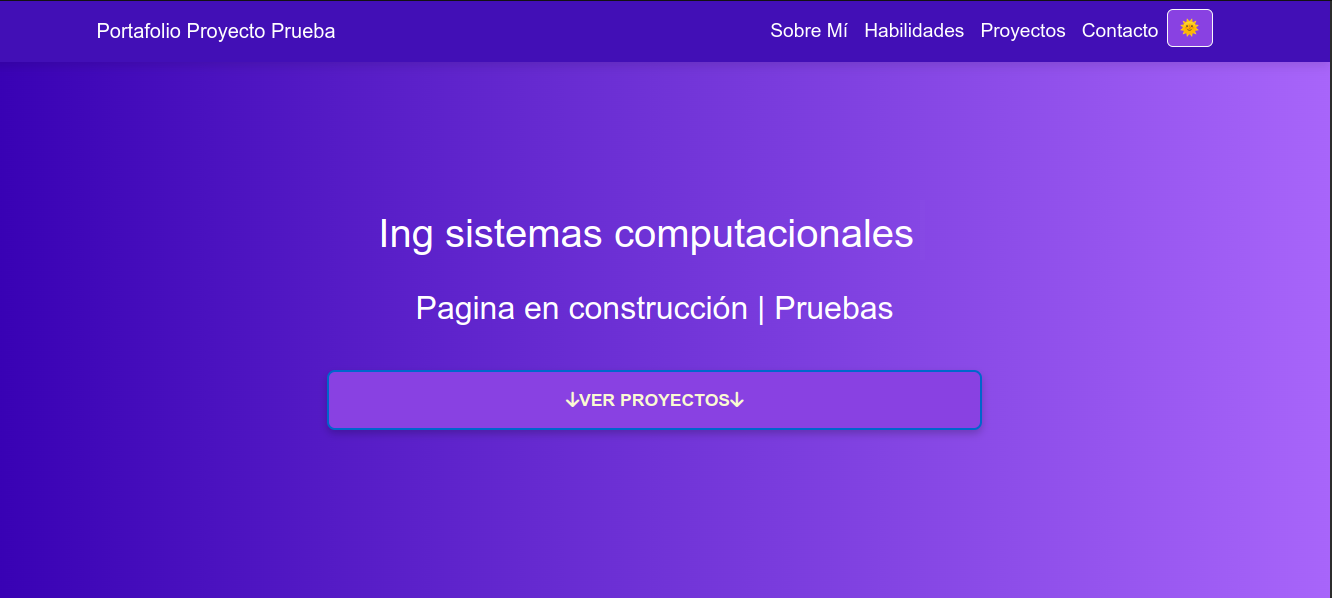 Portafolio Proyecto Prueba
Sobre Mí Habilidades Proyectos Contacto
Ing sistemas computacionales
Pagina en construcción | Pruebas
VER PROYECTOS